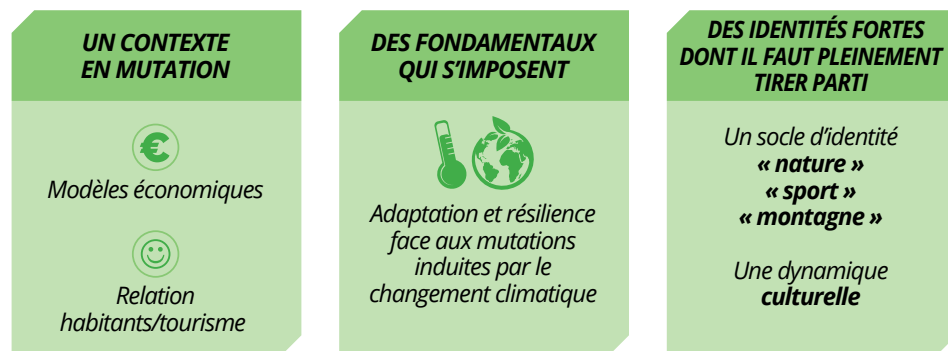 UN CONTEXTE
EN MUTATION
€
Modèles économiques
Relation
habitants/tourisme
DES FONDAMENTAUX
QUI S’IMPOSENT
Adaptation et résilience
face aux mutations
induites par le
changement climatique
DES IDENTITÉS FORTES
DONT IL FAUT PLEINEMENT
TIRER PARTI
Un socle d’identité
« nature »
« sport »
« montagne »
Une dynamique
culturelle